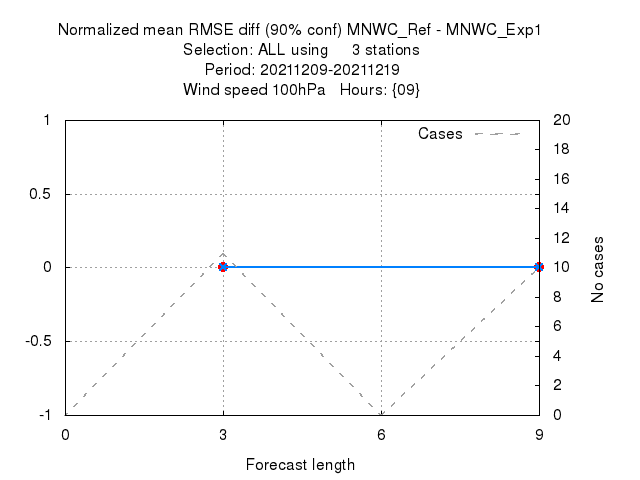 Normalized mean RMSE diff (90% conf) MNWC_Ref - MNWC_Exp1
Selection: ALL using 3 stations
Period: 20211209-20211219
Wind speed 100hPa Hours: {09}
Cases
1
0.5
0
-0.5
-1
20
18
16
14
12
10
8
6
4
2
0
No cases
0 3 6 9
Forecast length